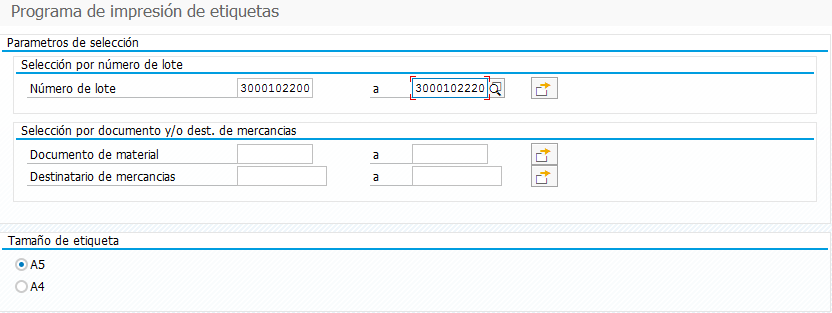 Programa de impresión de etiquetas
Parametros de selección
Selección por número de lote
Número de lote 3000102200 a 3000102220
Selección por documento y/o dest. de mercancias
Documento de material a
Destinatario de mercancias a
Tamaño de etiqueta
A5
A4